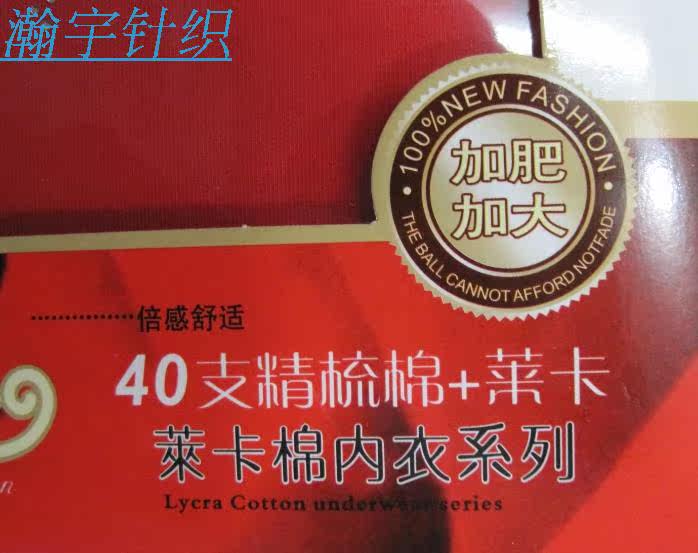 瀚宇针织
100%NEW FASHION
加肥
加大
THE BALL CANNOT AFFORD NOTFADE
倍感舒适
40支精梳棉+莱卡
萊卡棉内衣系列
Lycra Cotton underwear series